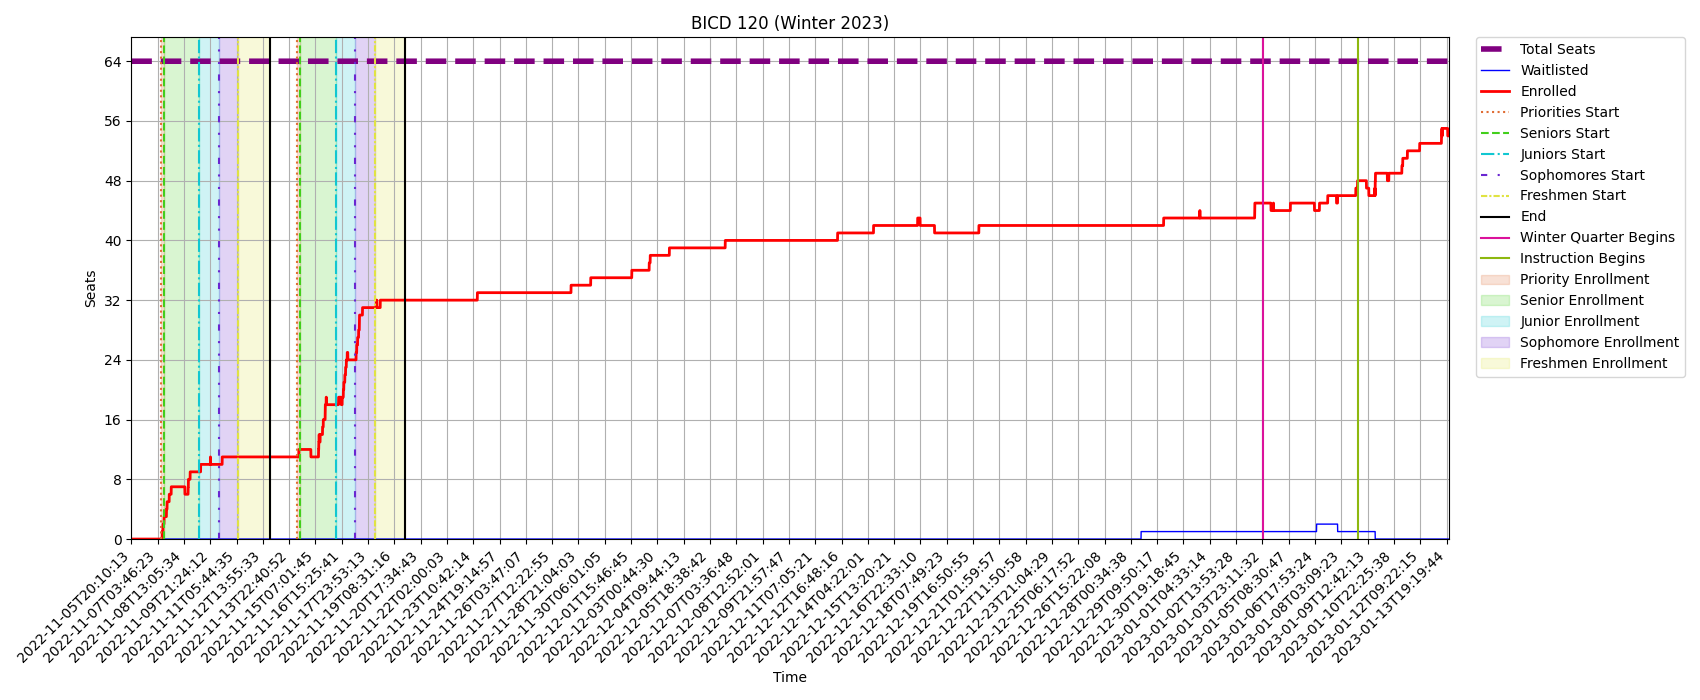 BICD 120 (Winter 2023)
64
56
48
40
32
24
16
8
0
Seats
2022-11-05T20:10:13
2022-11-07T03:46:23
2022-11-08T13:05:34
2022-11-09T21:24:12
2022-11-11T05:44:35
2022-11-12T13:55:33
2022-11-13T22:40:52
2022-11-15T07:01:45
2022-11-16T15:25:41
2022-11-17T23:53:13
2022-11-19T08:31:16
2022-11-20T17:34:43
2022-11-22T02:00:03
2022-11-23T10:42:14
2022-11-24T19:14:57
2022-11-26T03:47:07
2022-11-27T12:22:55
2022-11-28T21:04:03
2022-11-30T06:01:05
2022-12-01T15:46:45
2022-12-03T00:44:30
2022-12-04T09:44:13
2022-12-05T18:38:42
2022-12-07T03:36:48
2022-12-08T12:52:01
2022-12-09T21:57:47
2022-12-11T07:05:21
2022-12-12T16:48:16
2022-12-14T04:22:01
2022-12-15T13:20:21
2022-12-16T22:33:10
2022-12-18T07:49:23
2022-12-19T16:50:55
2022-12-21T01:59:57
2022-12-22T11:50:58
2022-12-23T21:04:29
2022-12-25T06:17:52
2022-12-26T15:22:08
2022-12-28T00:34:38
2022-12-29T09:50:17
2022-12-30T19:18:45
2023-01-01T04:33:14
2023-01-02T13:53:28
2023-01-03T23:11:32
2023-01-05T08:30:47
2023-01-06T17:53:24
2023-01-08T03:09:23
2023-01-09T12:42:13
2023-01-10T22:25:38
2023-01-12T09:22:15
2023-01-13T19:19:44
Time
Total Seats
Waitlisted
Enrolled
Priorities Start
Seniors Start
Juniors Start
Sophomores Start
Freshmen Start
End
Winter Quarter Begins
Instruction Begins
Priority Enrollment
Senior Enrollment
Junior Enrollment
Sophomore Enrollment
Freshmen Enrollment